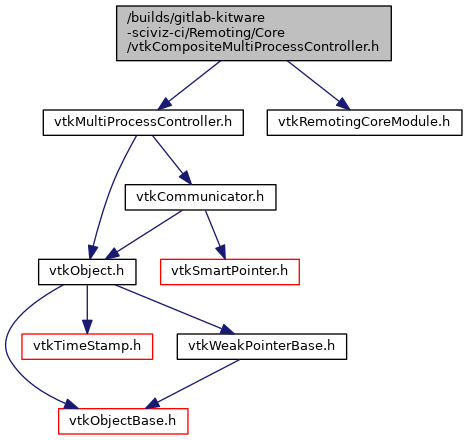 /builds/gitlab-kitware
-sciviz-ci/Remoting/Core
/vtkCompositeMultiProcessController.h
vtkMultiProcessController.h
vtkRemotingCoreModule.h
vtkCommunicator.h
vtkObject.h
vtkSmartPointer.h
vtkTimeStamp.h
vtkWeakPointerBase.h
vtkObjectBase.h